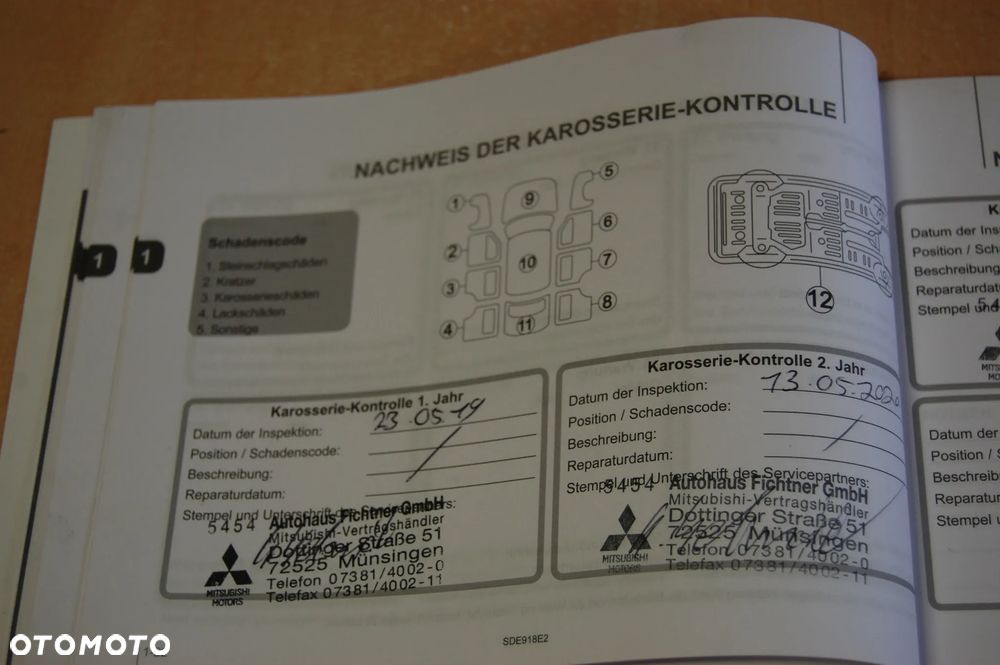 NACHWEIS DER KAROSSERIE-KONTROLLE
1
1
Schadenscode
1. Steinschlagschäden
2. Kratzer
3. Karosserieschäden
4. Lackschäden
5. Sonstige
1
2
3
4
5
6
7
8
9
10
11
12
Karosserie-Kontrolle 1. Jahr
Datum der Inspektion: 23.05.19
Position / Schadenscode:
Beschreibung:
Reparaturdatum:
Stempel und Unterschrift des Servicepartners:
5454 Autohaus Fichtner GmbH
Mitsubishi-Vertragshändler
Dottinger Straße 51
72525 Münsingen
Telefon 07381/4002-0
Telefax 07381/4002-11
MITSUBISHI
MOTORS
Karosserie-Kontrolle 2. Jahr
Datum der Inspektion: 13.05.2020
Position / Schadenscode:
Beschreibung:
Reparaturdatum:
Stempel und Unterschrift des Servicepartners:
5454 Autohaus Fichtner GmbH
Mitsubishi-Vertragshändler
Dottinger Straße 51
72525 Münsingen
Telefon 07381/4002-0
Telefax 07381/4002-11
MITSUBISHI
MOTORS
Datum der
Position / Sch
Beschreibung
Reparaturdatu
Stempel und
54
Datum der
Position /
Beschreib
Reparatur
Stempel u
SDE918E2
OTOMOTO